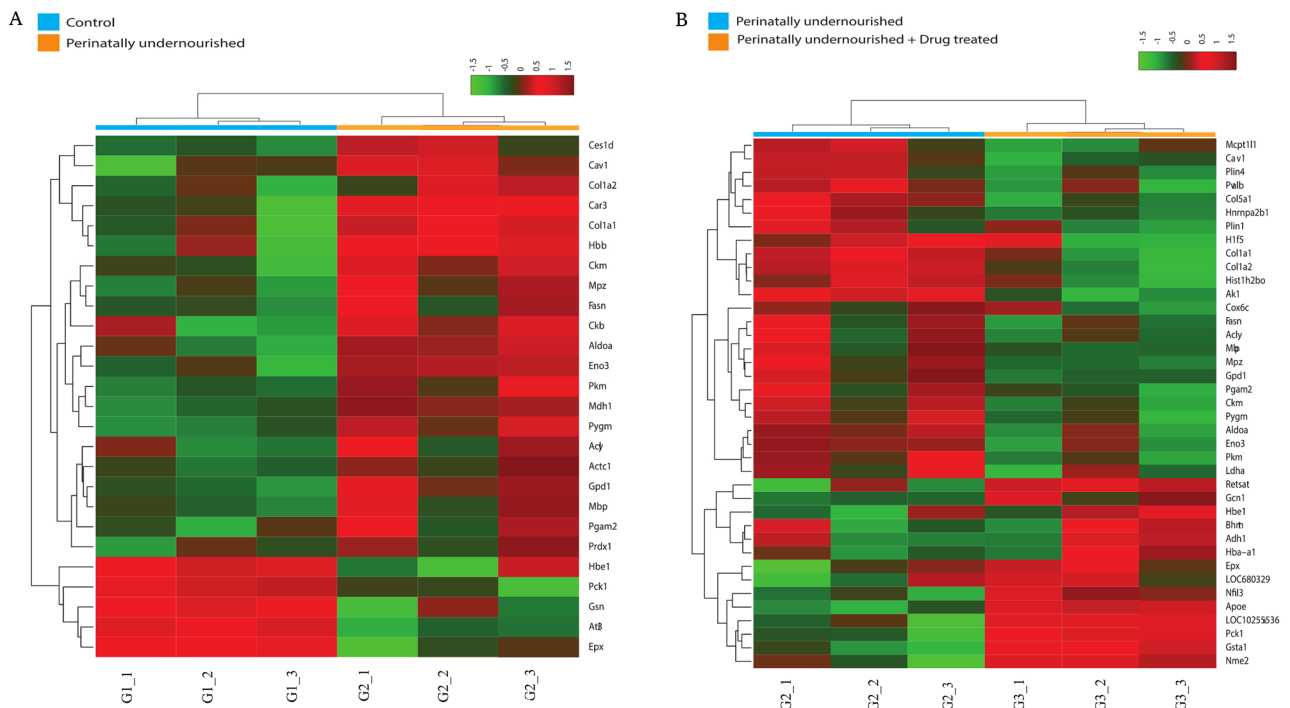 A
Control
Perinatally undernourished
-1.5 -1 -0.5 0 0.5 1 1.5
Ces1d
Cav1
Col1a2
Car3
Col1a1
Hbb
Ckm
Mpz
Fasn
Ckb
Aldoa
Eno3
Pkm
Mdh1
Pygm
Acly
Actc1
Gpd1
Mbp
Pgam2
Prdx1
Hbe1
Pck1
Gsn
Epx
G1_1 G1_2 G1_3 G2_1 G2_2 G2_3
B
Perinatally undernourished
Perinatally undernourished + Drug treated
-1.5 -1 -0.5 0 0.5 1 1.5
Mcpt1l1
Cav1
Plin4
Pvalb
Col5a1
Hnrnpa2b1
Plin1
H1f5
Col1a1
Col1a2
Hist1h2bo
Ak1
Cox6c
Fasn
Acly
Mbp
Mpz
Gpd1
Pgam2
Ckm
Pygm
Aldoa
Eno3
Pkm
Ldha
Retsat
Gcn1
Hbe1
Bhmt
Adh1
Hba-a1
Epx
LOC680329
Nfil3
Apoe
Pck1
Gsta1
Nme2
G2_1 G2_2 G2_3 G3_1 G3_2 G3_3